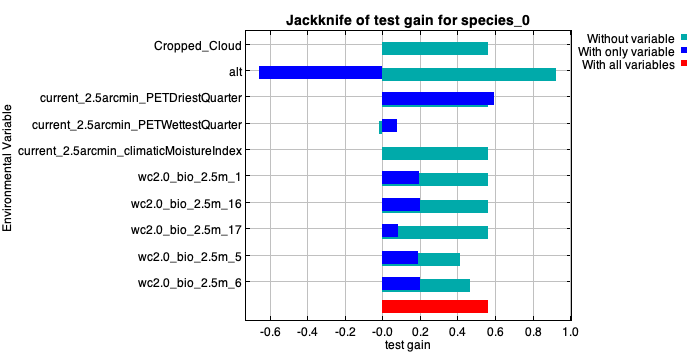 Jackknife of test gain for species_0
Without variable
With only variable
With all variables
Environmental Variable
Cropped_Cloud
alt
current_2.5arcmin_PETDriestQuarter
current_2.5arcmin_PETWettestQuarter
current_2.5arcmin_climaticMoistureIndex
wc2.0_bio_2.5m_1
wc2.0_bio_2.5m_16
wc2.0_bio_2.5m_17
wc2.0_bio_2.5m_5
wc2.0_bio_2.5m_6
-0.6 -0.4 -0.2 -0.0 0.2 0.4 0.6 0.8 1.0
test gain